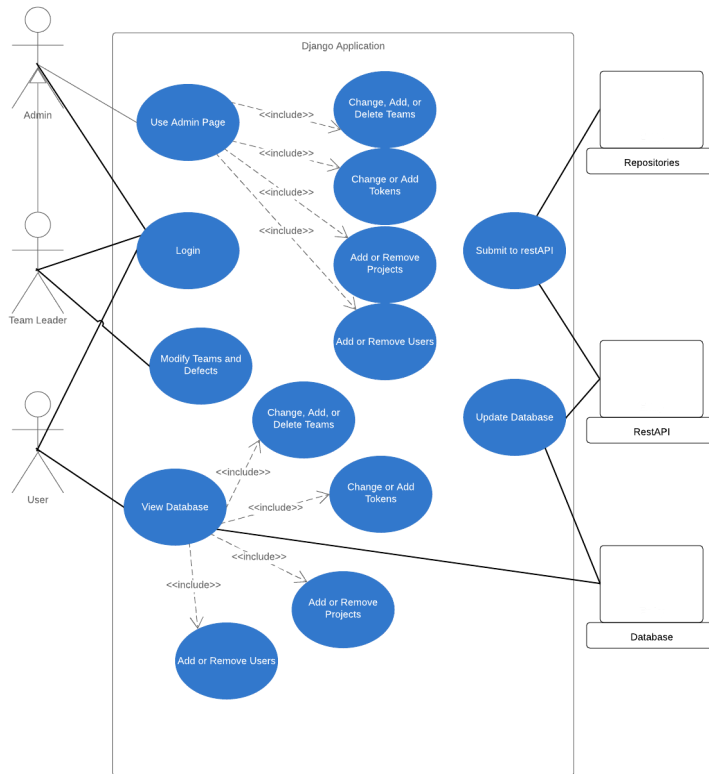 Django Application
Admin
Use Admin Page
<<include>>
<<include>>
<<include>>
<<include>>
Change, Add, or
Delete Teams
Change or Add
Tokens
Add or Remove
Projects
Add or Remove Users
Repositories
Login
Submit to restAPI
Team Leader
Modify Teams and
Defects
Update Database
RestAPI
Change, Add, or
Delete Teams
User
View Database
<<include>>
<<include>>
<<include>>
<<include>>
Change or Add
Tokens
Add or Remove
Projects
Add or Remove Users
Database